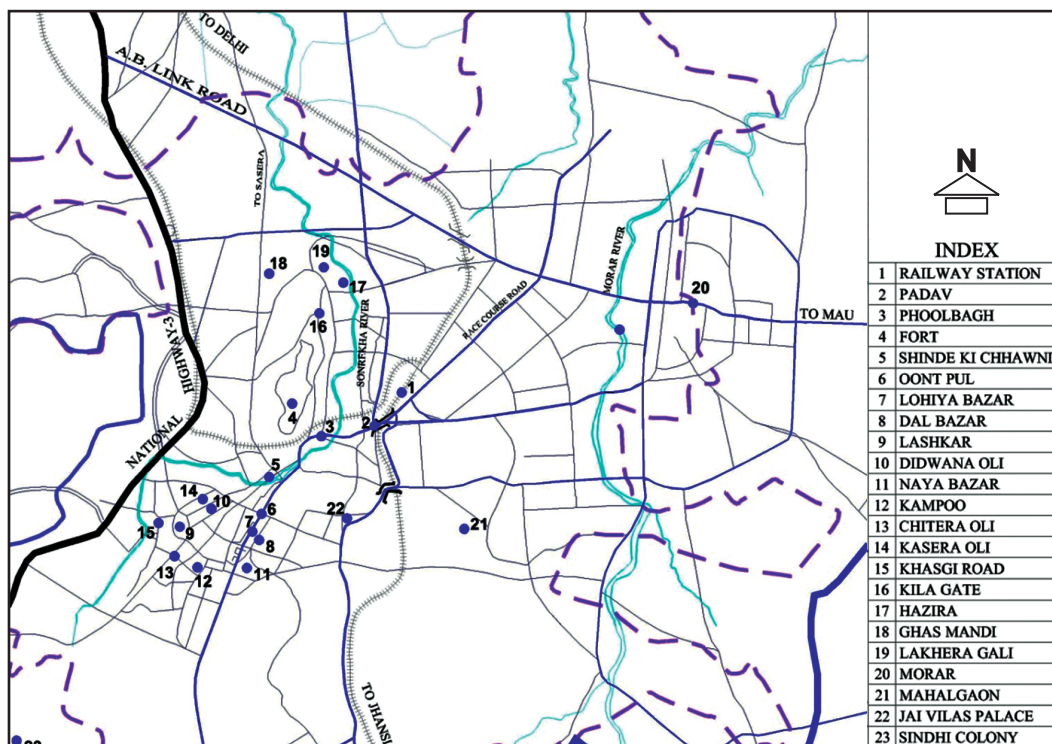 TO DELHI
A.B. LINK ROAD
TO SASERA
MORAR RIVER
SONREKHA RIVER
RACE COURSE ROAD
TO MAU
NATIONAL HIGHWAY-3
TO JHANSI
19
18
17
16
20
1
4
2
3
5
14
10
6
22
15
9
7
8
21
13
12
11
N
INDEX
1 RAILWAY STATION
2 PADAV
3 PHOOLBAGH
4 FORT
5 SHINDE KI CHHAWNI
6 OONT PUL
7 LOHIYA BAZAR
8 DAL BAZAR
9 LASHKAR
10 DIDWANA OLI
11 NAYA BAZAR
12 KAMPOO
13 CHITERA OLI
14 KASERA OLI
15 KHASGI ROAD
16 KILA GATE
17 HAZIRA
18 GHAS MANDI
19 LAKHERA GALI
20 MORAR
21 MAHALGAON
22 JAI VILAS PALACE
23 SINDHI COLONY